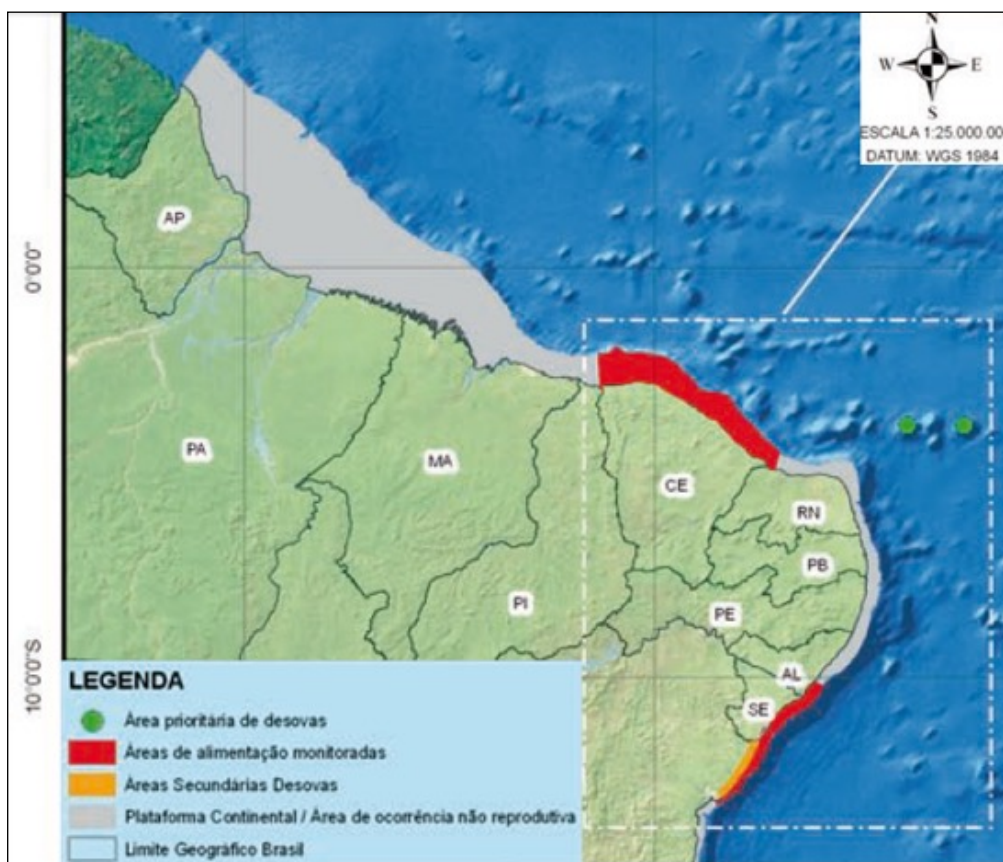 N
W E
S
ESCALA 1:25.000.00
DATUM: WGS 1984
AP
0°0'0"
PA
MA
CE
RN
PB
PI
PE
AL
SE
10°0'0"S
LEGENDA
Área prioritária de desovas
Áreas de alimentação monitoradas
Áreas Secundárias Desovas
Plataforma Continental / Área de ocorrência não reprodutiva
Limite Geográfico Brasil